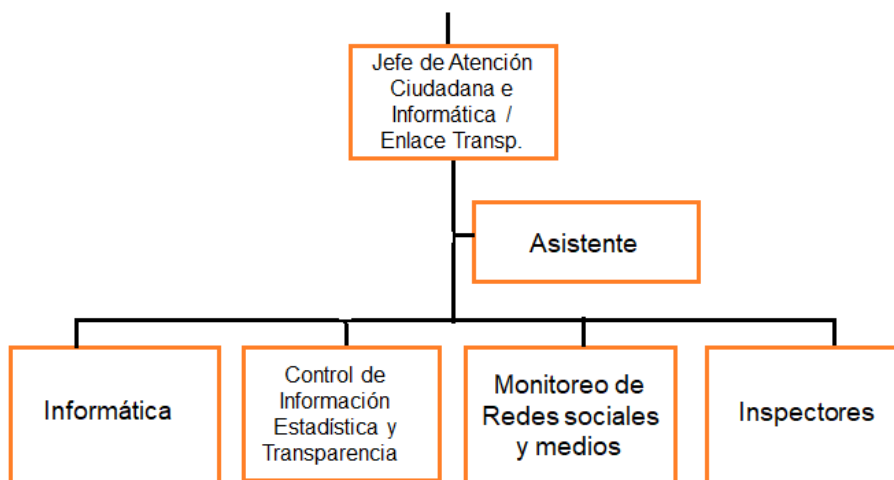 Jefe de Atención
Ciudadana e
Informática /
Enlace Transp.
Asistente
Informática
Control de
Información
Estadística y
Transparencia
Monitoreo de
Redes sociales
y medios
Inspectores